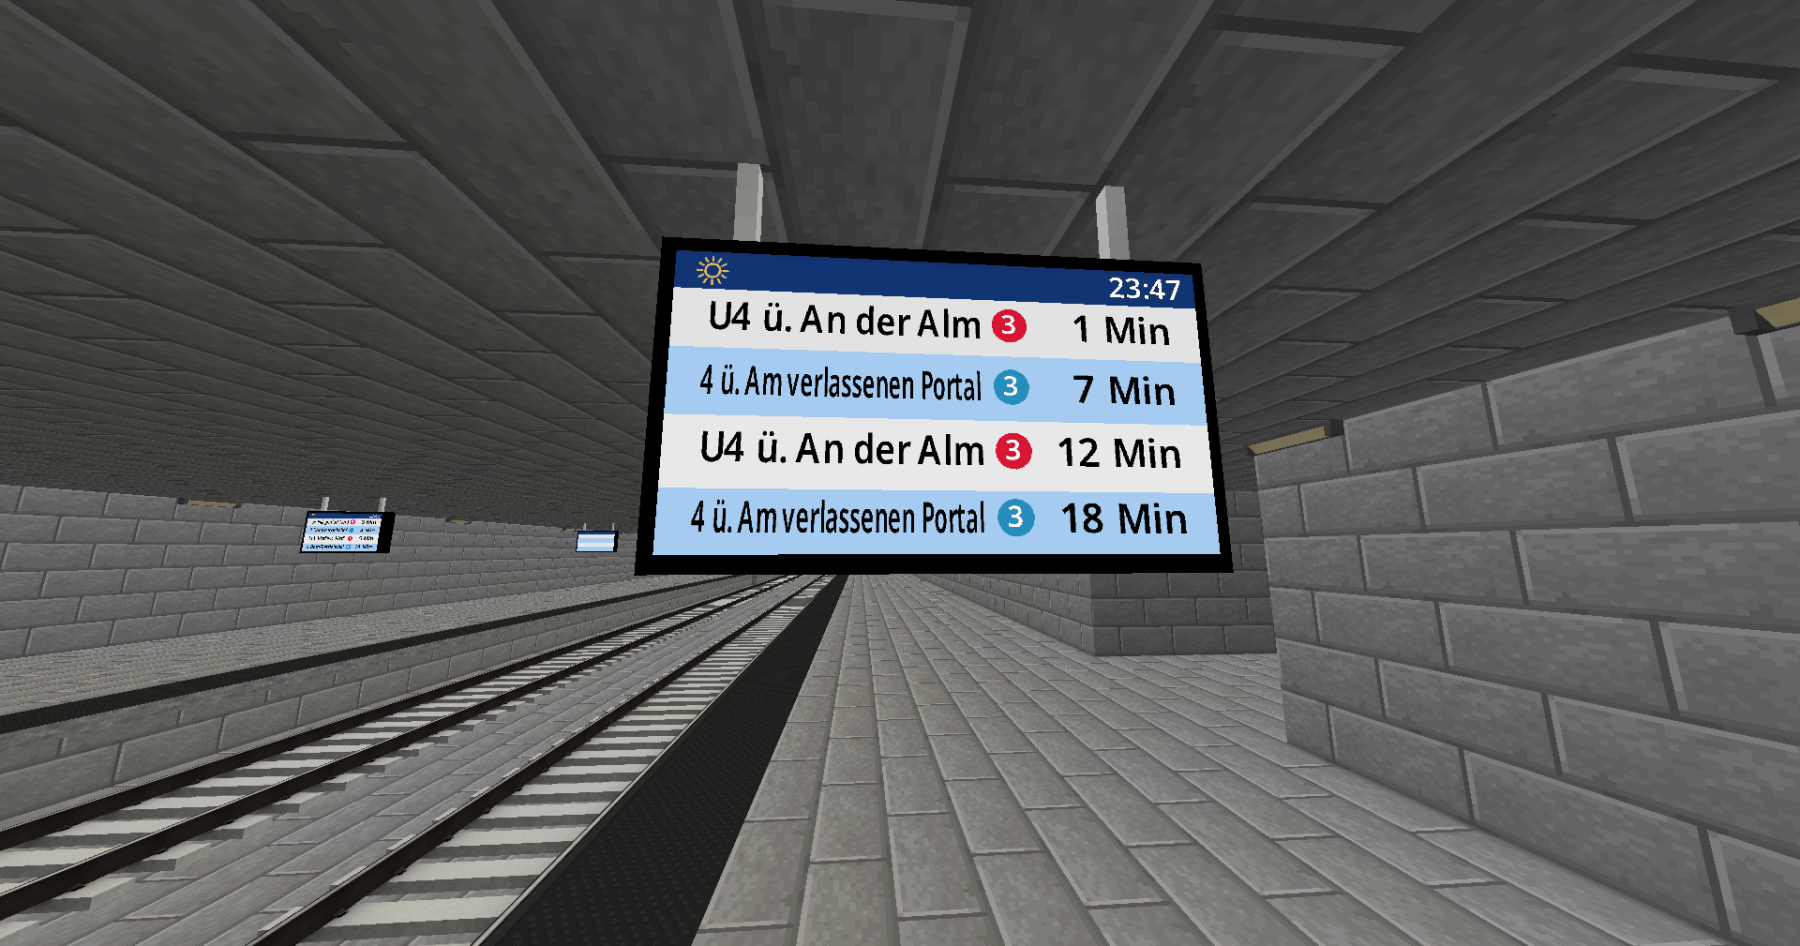 23:47
U4 ü. An der Alm 3 1 Min
4 ü. Am verlassenen Portal 3 7 Min
U4 ü. An der Alm 3 12 Min
4 ü. Am verlassenen Portal 3 18 Min